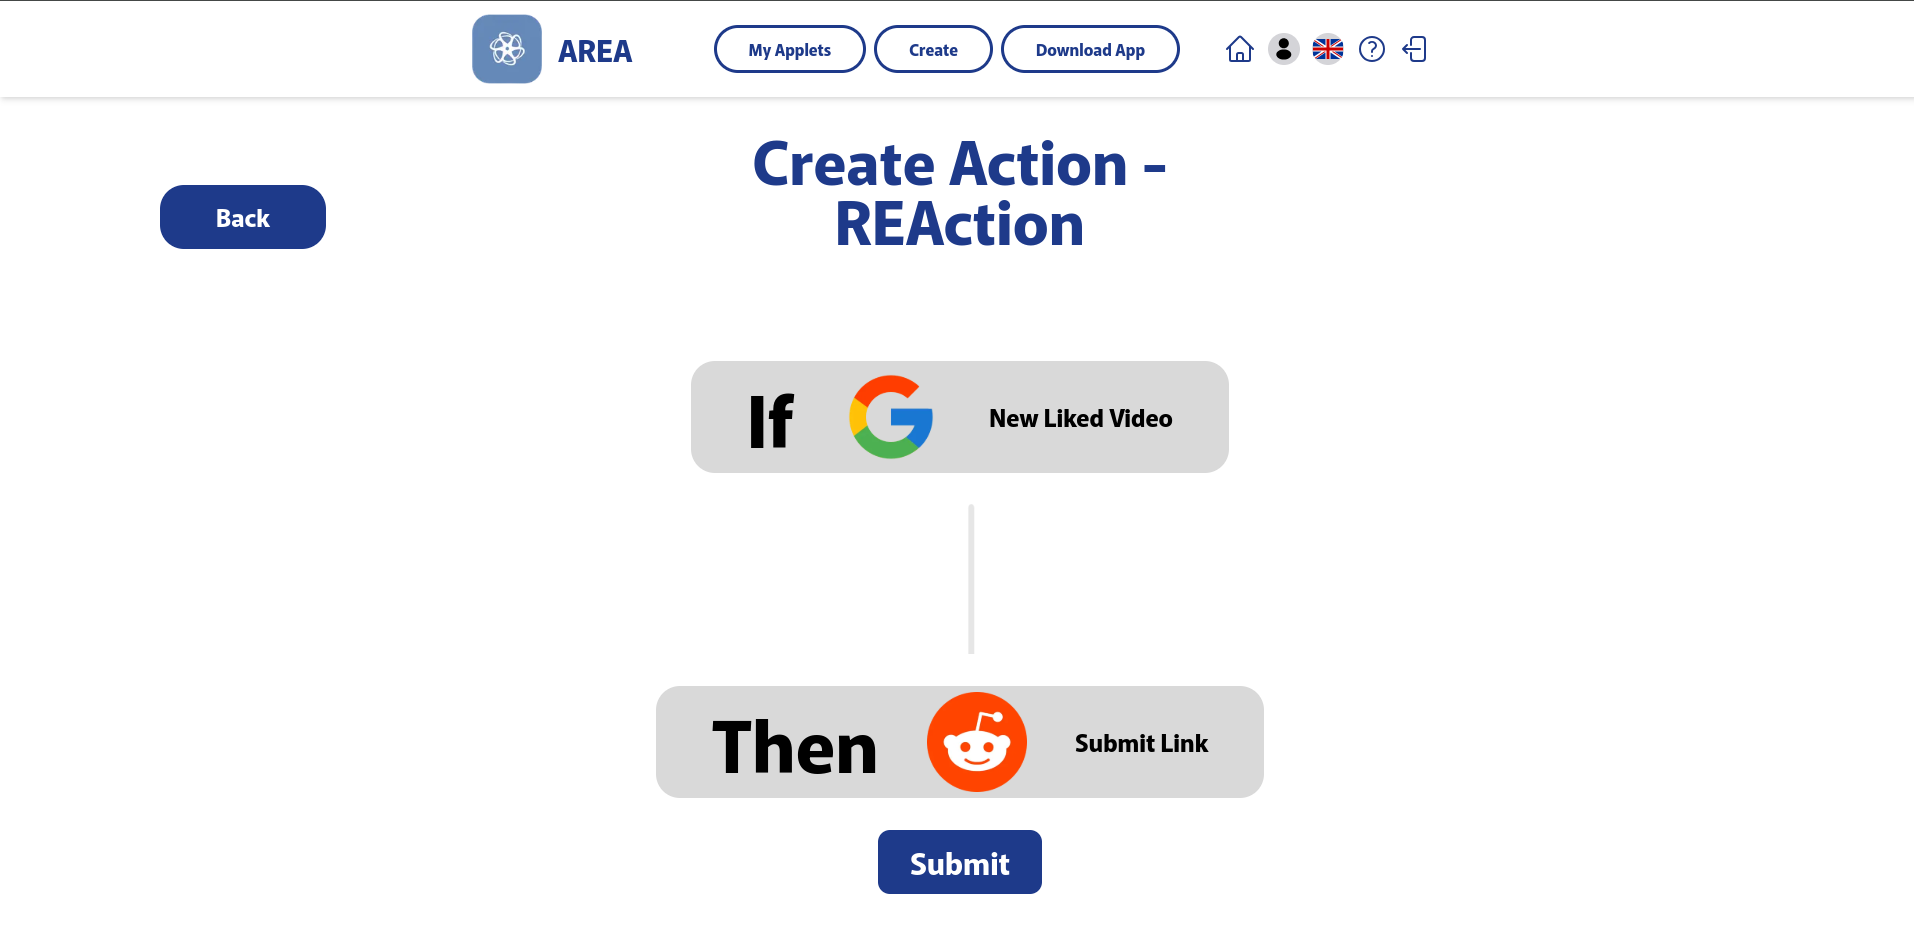 AREA
My Applets
Create
Download App
Back
Create Action -
REAction
If
New Liked Video
Then
Submit Link
Submit